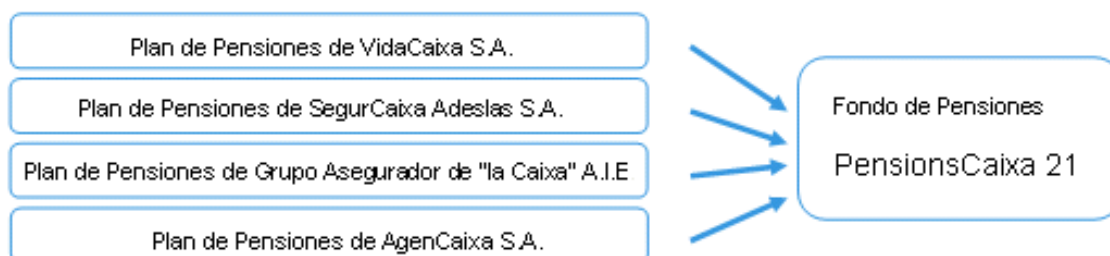 Plan de Pensiones de VidaCaixa S.A.
Plan de Pensiones de SegurCaixa Adeslas S.A.
Plan de Pensiones de Grupo Asegurador de "la Caixa" A.I.E.
Plan de Pensiones de AgenCaixa S.A.
Fondo de Pensiones
PensionsCaixa 21